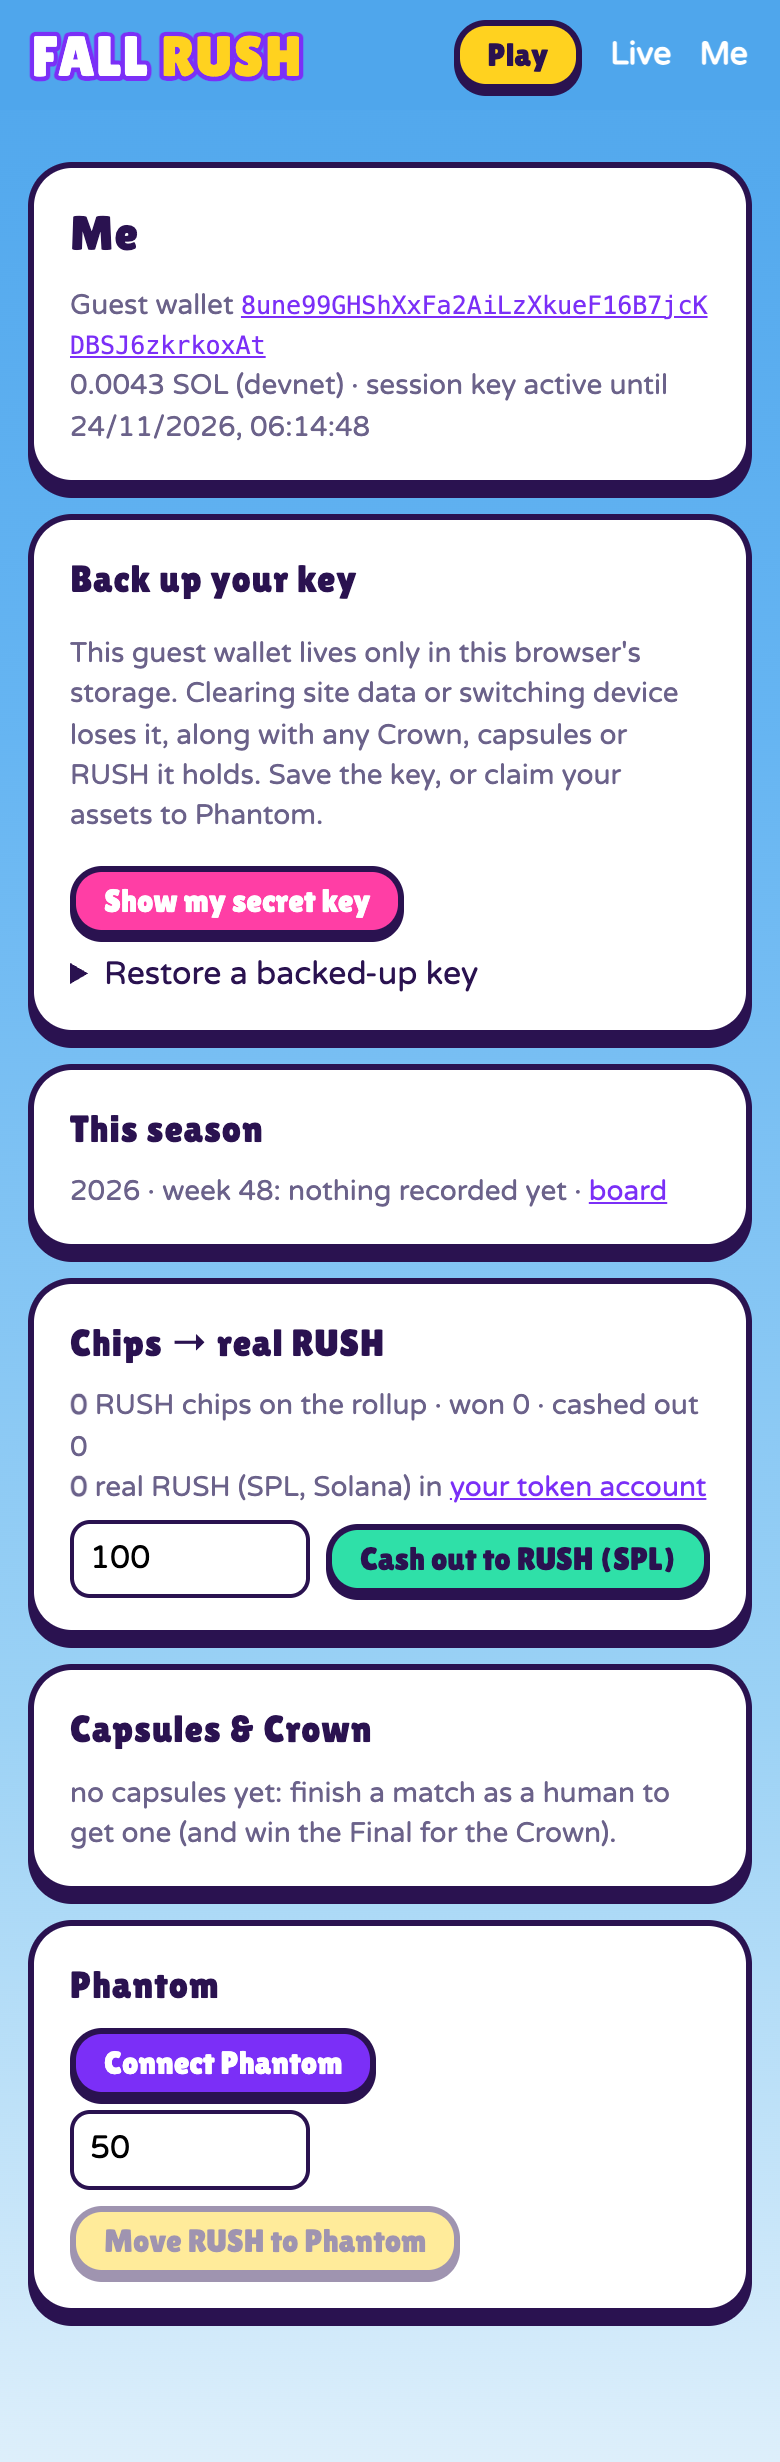 FALL RUSH
Play
Live
Me
Me
Guest wallet 8une99GHShXxFa2AiLzXkueF16B7jcK
DBSJ6zkrkoxAt
0.0043 SOL (devnet) · session key active until
24/11/2026, 06:14:48
Back up your key
This guest wallet lives only in this browser's
storage. Clearing site data or switching device
loses it, along with any Crown, capsules or
RUSH it holds. Save the key, or claim your
assets to Phantom.
Show my secret key
▶ Restore a backed-up key
This season
2026 · week 48: nothing recorded yet · board
Chips → real RUSH
0 RUSH chips on the rollup · won 0 · cashed out
0
0 real RUSH (SPL, Solana) in your token account
100
Cash out to RUSH (SPL)
Capsules & Crown
no capsules yet: finish a match as a human to
get one (and win the Final for the Crown).
Phantom
Connect Phantom
50
Move RUSH to Phantom